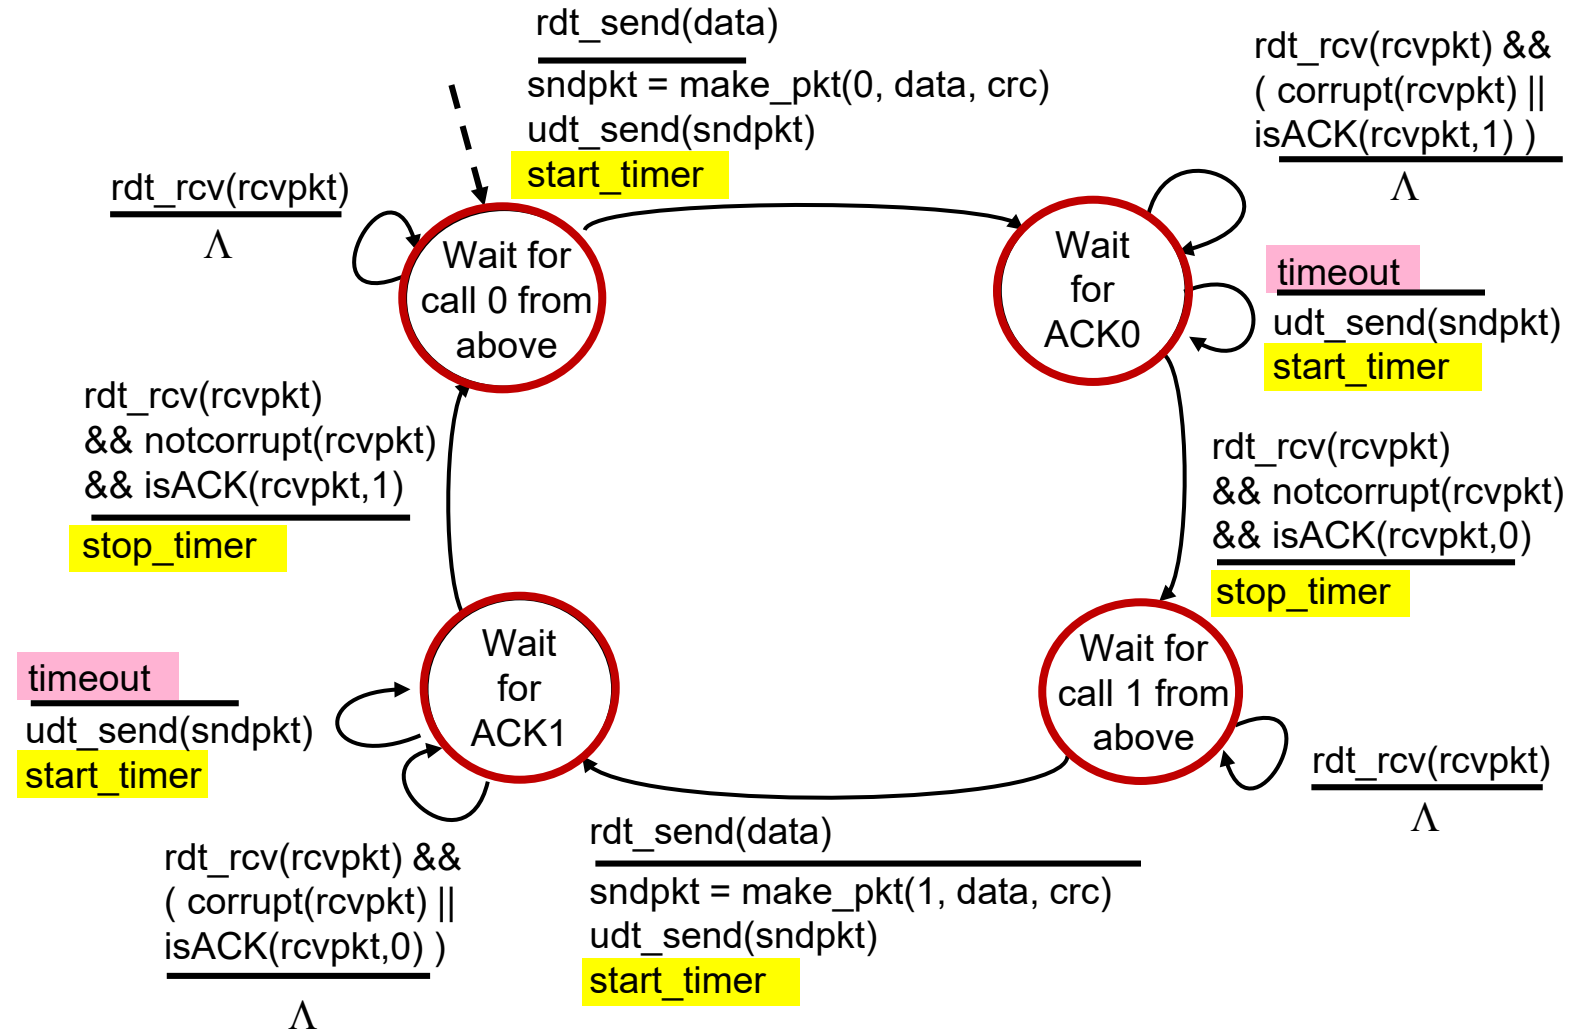 rdt_send(data)
sndpkt = make_pkt(0, data, crc)
udt_send(sndpkt)
start_timer
rdt_rcv(rcvpkt) &&
( corrupt(rcvpkt) ||
isACK(rcvpkt,1) )
Λ
rdt_rcv(rcvpkt)
Λ
Wait for
call 0 from
above
Wait
for
ACK0
timeout
udt_send(sndpkt)
start_timer
rdt_rcv(rcvpkt)
&& notcorrupt(rcvpkt)
&& isACK(rcvpkt,1)
stop_timer
rdt_rcv(rcvpkt)
&& notcorrupt(rcvpkt)
&& isACK(rcvpkt,0)
stop_timer
Wait
for
ACK1
Wait for
call 1 from
above
timeout
udt_send(sndpkt)
start_timer
rdt_rcv(rcvpkt)
Λ
rdt_rcv(rcvpkt) &&
( corrupt(rcvpkt) ||
isACK(rcvpkt,0) )
Λ
rdt_send(data)
sndpkt = make_pkt(1, data, crc)
udt_send(sndpkt)
start_timer